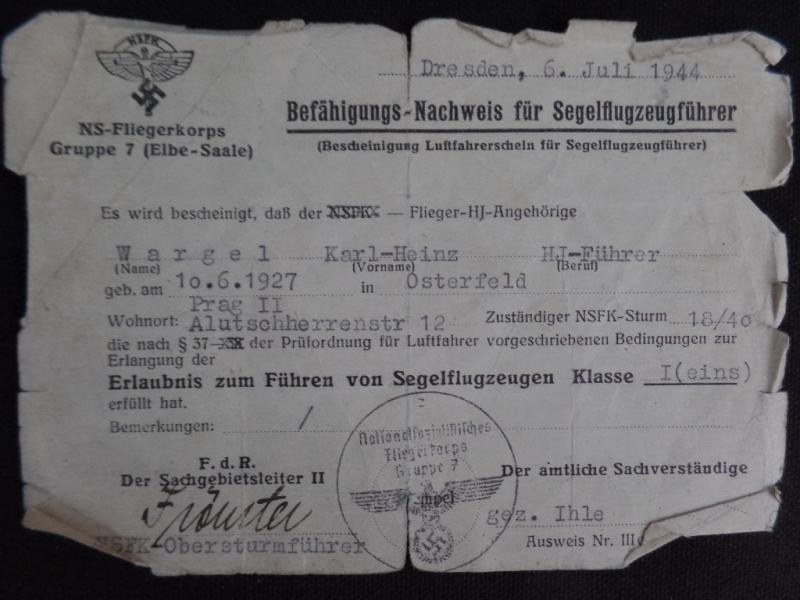 NSFK
Dresden, 6. Juli 1944
NS-Fliegerkorps
Gruppe 7 (Elbe-Saale)
Befähigungs-Nachweis für Segelflugzeugführer
(Bescheinigung Luftfahrerschein für Segelflugzeugführer)
Es wird bescheinigt, daß der NSFK — Flieger-HJ-Angehörige
Wargel Karl-Heinz HJ-Führer
(Name) (Vorname) (Beruf)
geb. am 10.6.1927 in Osterfeld
Prag II
Wohnort: Alutschherrenstr 12 Zuständiger NSFK-Sturm 18/40
die nach § 37 der Prüfordnung für Luftfahrer vorgeschriebenen Bedingungen zur
Erlangung der
Erlaubnis zum Führen von Segelflugzeugen Klasse I(eins)
erfüllt hat.
Bemerkungen: /
Nationalsozialistisches
Fliegerkorps
Gruppe 7
F. d. R.
Der Sachgebietsleiter II
Der amtliche Sachverständige
gez. Ihle
NSFK-Obersturmführer
Ausweis Nr.